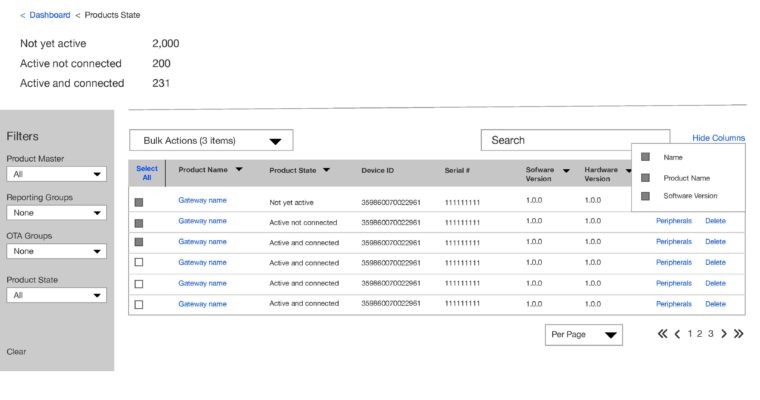 < Dashboard < Products State
Not yet active 2,000
Active not connected 200
Active and connected 231
Filters
Product Master
All
Reporting Groups
None
OTA Groups
None
Product State
All
Clear
Bulk Actions (3 items)
Search
Hide Columns
Name
Product Name
Software Version
Select All
Product Name
Product State
Device ID
Serial #
Sofware Version
Hardware Version
Gateway name Not yet active 359860070022961 111111111 1.0.0 1.0.0
Gateway name Active not connected 359860070022961 111111111 1.0.0 1.0.0 Peripherals Delete
Gateway name Active and connected 359860070022961 111111111 1.0.0 1.0.0 Peripherals Delete
Gateway name Active and connected 359860070022961 111111111 1.0.0 1.0.0 Peripherals Delete
Gateway name Active and connected 359860070022961 111111111 1.0.0 1.0.0 Peripherals Delete
Gateway name Active and connected 359860070022961 111111111 1.0.0 1.0.0 Peripherals Delete
Per Page
1 2 3